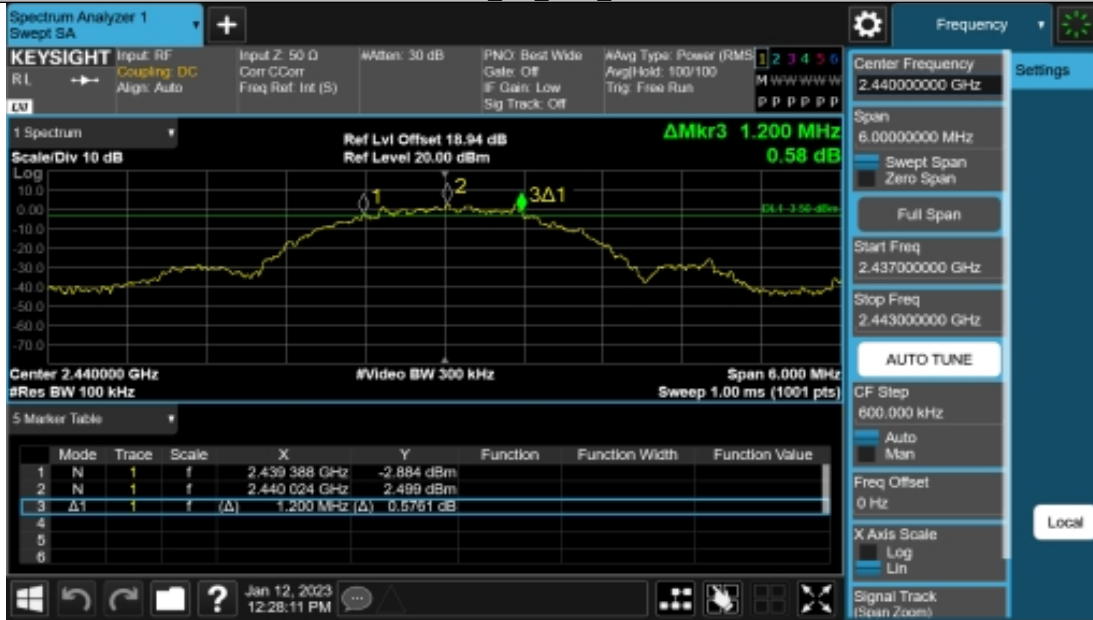 Spectrum Analyzer 1
Swept SA
+
Frequency
KEYSIGHT
R L
LXI
Input: RF
Coupling: DC
Align: Auto
Input Z: 50 Ω
Corr CCorr
Freq Ref: Int (S)
#Atten: 30 dB
PNO: Best Wide
Gate: Off
IF Gain: Low
Sig Track: Off
#Avg Type: Power (RMS
Avg|Hold: 100/100
Trig: Free Run
1 2 3 4 5 6
M W W W W W
P P P P P P
1 Spectrum
Scale/Div 10 dB
Ref Lvl Offset 18.94 dB
Ref Level 20.00 dBm
ΔMkr3 1.200 MHz
0.58 dB
Log
10.0
0.00
-10.0
-20.0
-30.0
-40.0
-50.0
-60.0
-70.0
1
2
3Δ1
DL1 -3.50 dBm
Center 2.440000 GHz
#Video BW 300 kHz
Span 6.000 MHz
#Res BW 100 kHz
Sweep 1.00 ms (1001 pts)
5 Marker Table
Mode Trace Scale X Y Function Function Width Function Value
1 N 1 f 2.439 388 GHz -2.884 dBm
2 N 1 f 2.440 024 GHz 2.499 dBm
3 Δ1 1 f (Δ) 1.200 MHz (Δ) 0.5761 dB
4
5
6
?
Jan 12, 2023
12:28:11 PM
Center Frequency
2.440000000 GHz
Settings
Span
6.00000000 MHz
Swept Span
Zero Span
Full Span
Start Freq
2.437000000 GHz
Stop Freq
2.443000000 GHz
AUTO TUNE
CF Step
600.000 kHz
Auto
Man
Freq Offset
0 Hz
X Axis Scale
Log
Lin
Local
Signal Track
(Span Zoom)